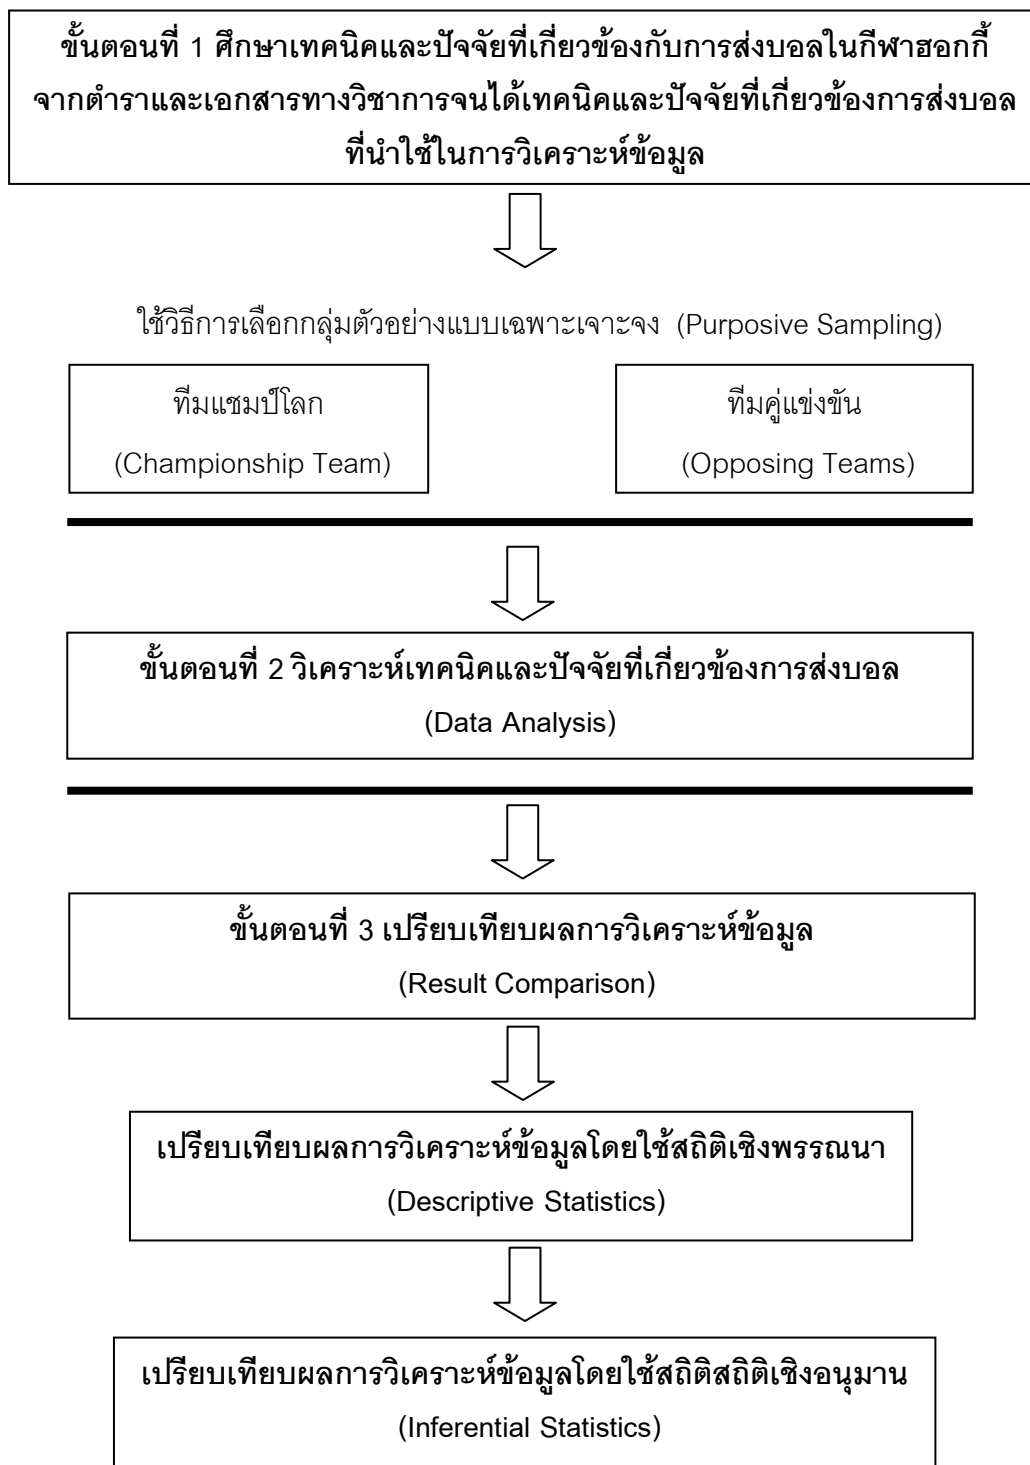 ขั้นตอนที่ 1 ศึกษาเทคนิคและปัจจัยที่เกี่ยวข้องกับการส่งบอลในกีฬาฮอกกี้
จากตำราและเอกสารทางวิชาการจนได้เทคนิคและปัจจัยที่เกี่ยวข้องการส่งบอล
ที่นำใช้ในการวิเคราะห์ข้อมูล
ใช้วิธีการเลือกกลุ่มตัวอย่างแบบเฉพาะเจาะจง (Purposive Sampling)
ทีมแชมป์โลก
(Championship Team)
ทีมคู่แข่งขัน
(Opposing Teams)
ขั้นตอนที่ 2 วิเคราะห์เทคนิคและปัจจัยที่เกี่ยวข้องการส่งบอล
(Data Analysis)
ขั้นตอนที่ 3 เปรียบเทียบผลการวิเคราะห์ข้อมูล
(Result Comparison)
เปรียบเทียบผลการวิเคราะห์ข้อมูลโดยใช้สถิติเชิงพรรณนา
(Descriptive Statistics)
เปรียบเทียบผลการวิเคราะห์ข้อมูลโดยใช้สถิติสถิติเชิงอนุมาน
(Inferential Statistics)